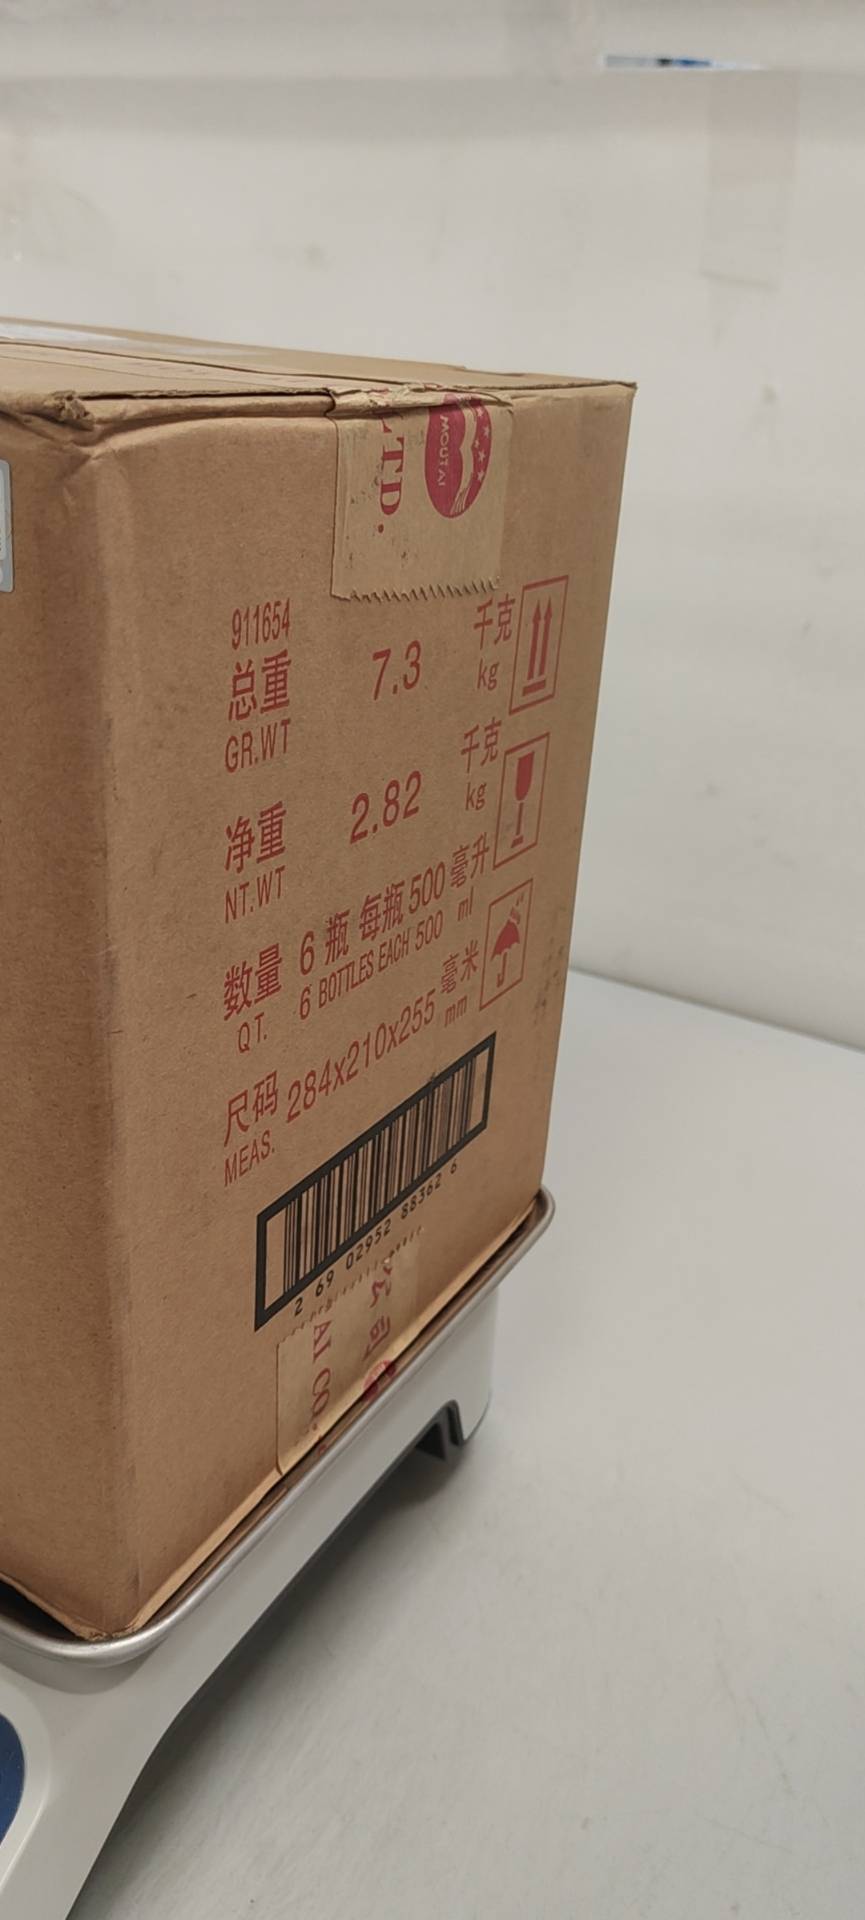 LTD.
MOUTAI
911654
总重 7.3 千克
GR.WT kg
净重 2.82 千克
NT.WT kg
数量 6 瓶 每瓶 500 毫升
QT. 6 BOTTLES EACH 500 ml
尺码 284x210x255 毫米
MEAS. mm
2 69 02952 88362 6
公司
AI CO.